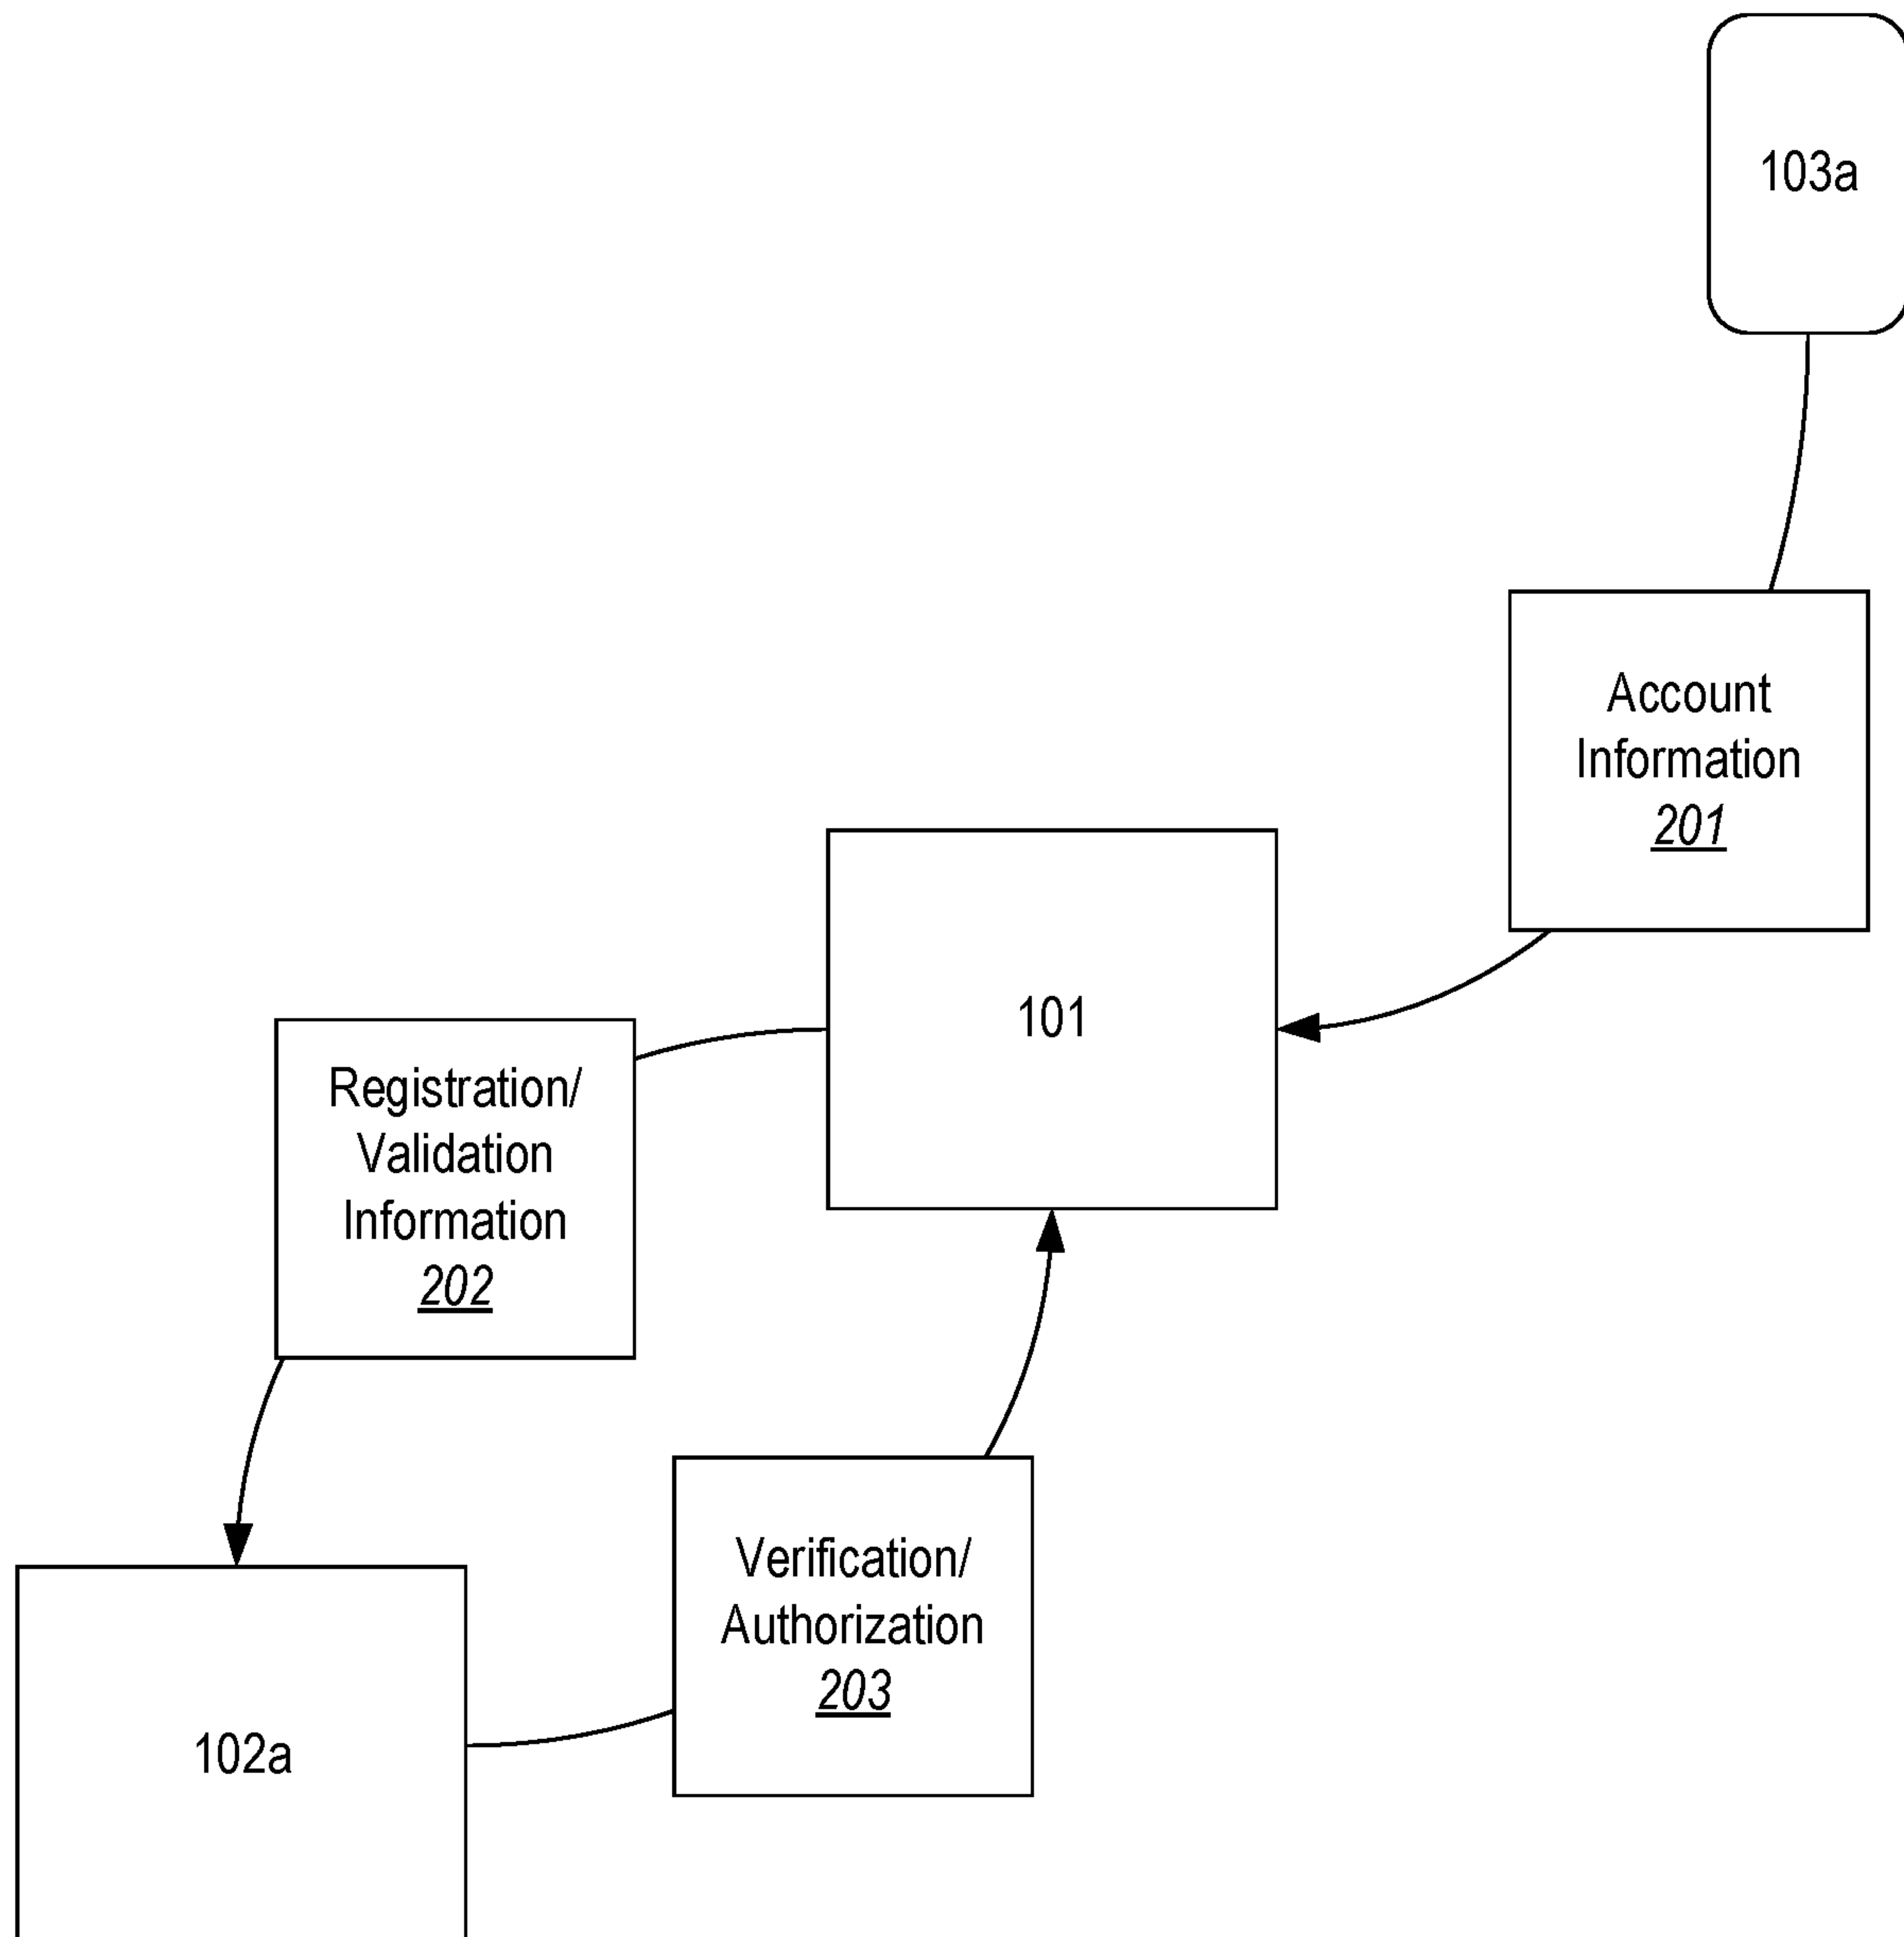 103a
Account
Information
201
101
Registration/
Validation
Information
202
Verification/
Authorization
203
102a